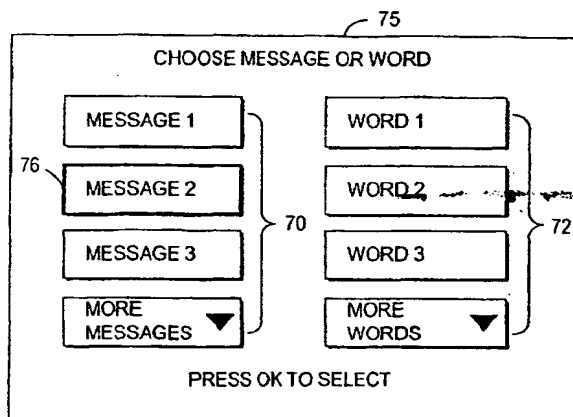 75
CHOOSE MESSAGE OR WORD
MESSAGE 1
WORD 1
76
MESSAGE 2
WORD 2
70
72
MESSAGE 3
WORD 3
MORE
MESSAGES
MORE
WORDS
PRESS OK TO SELECT